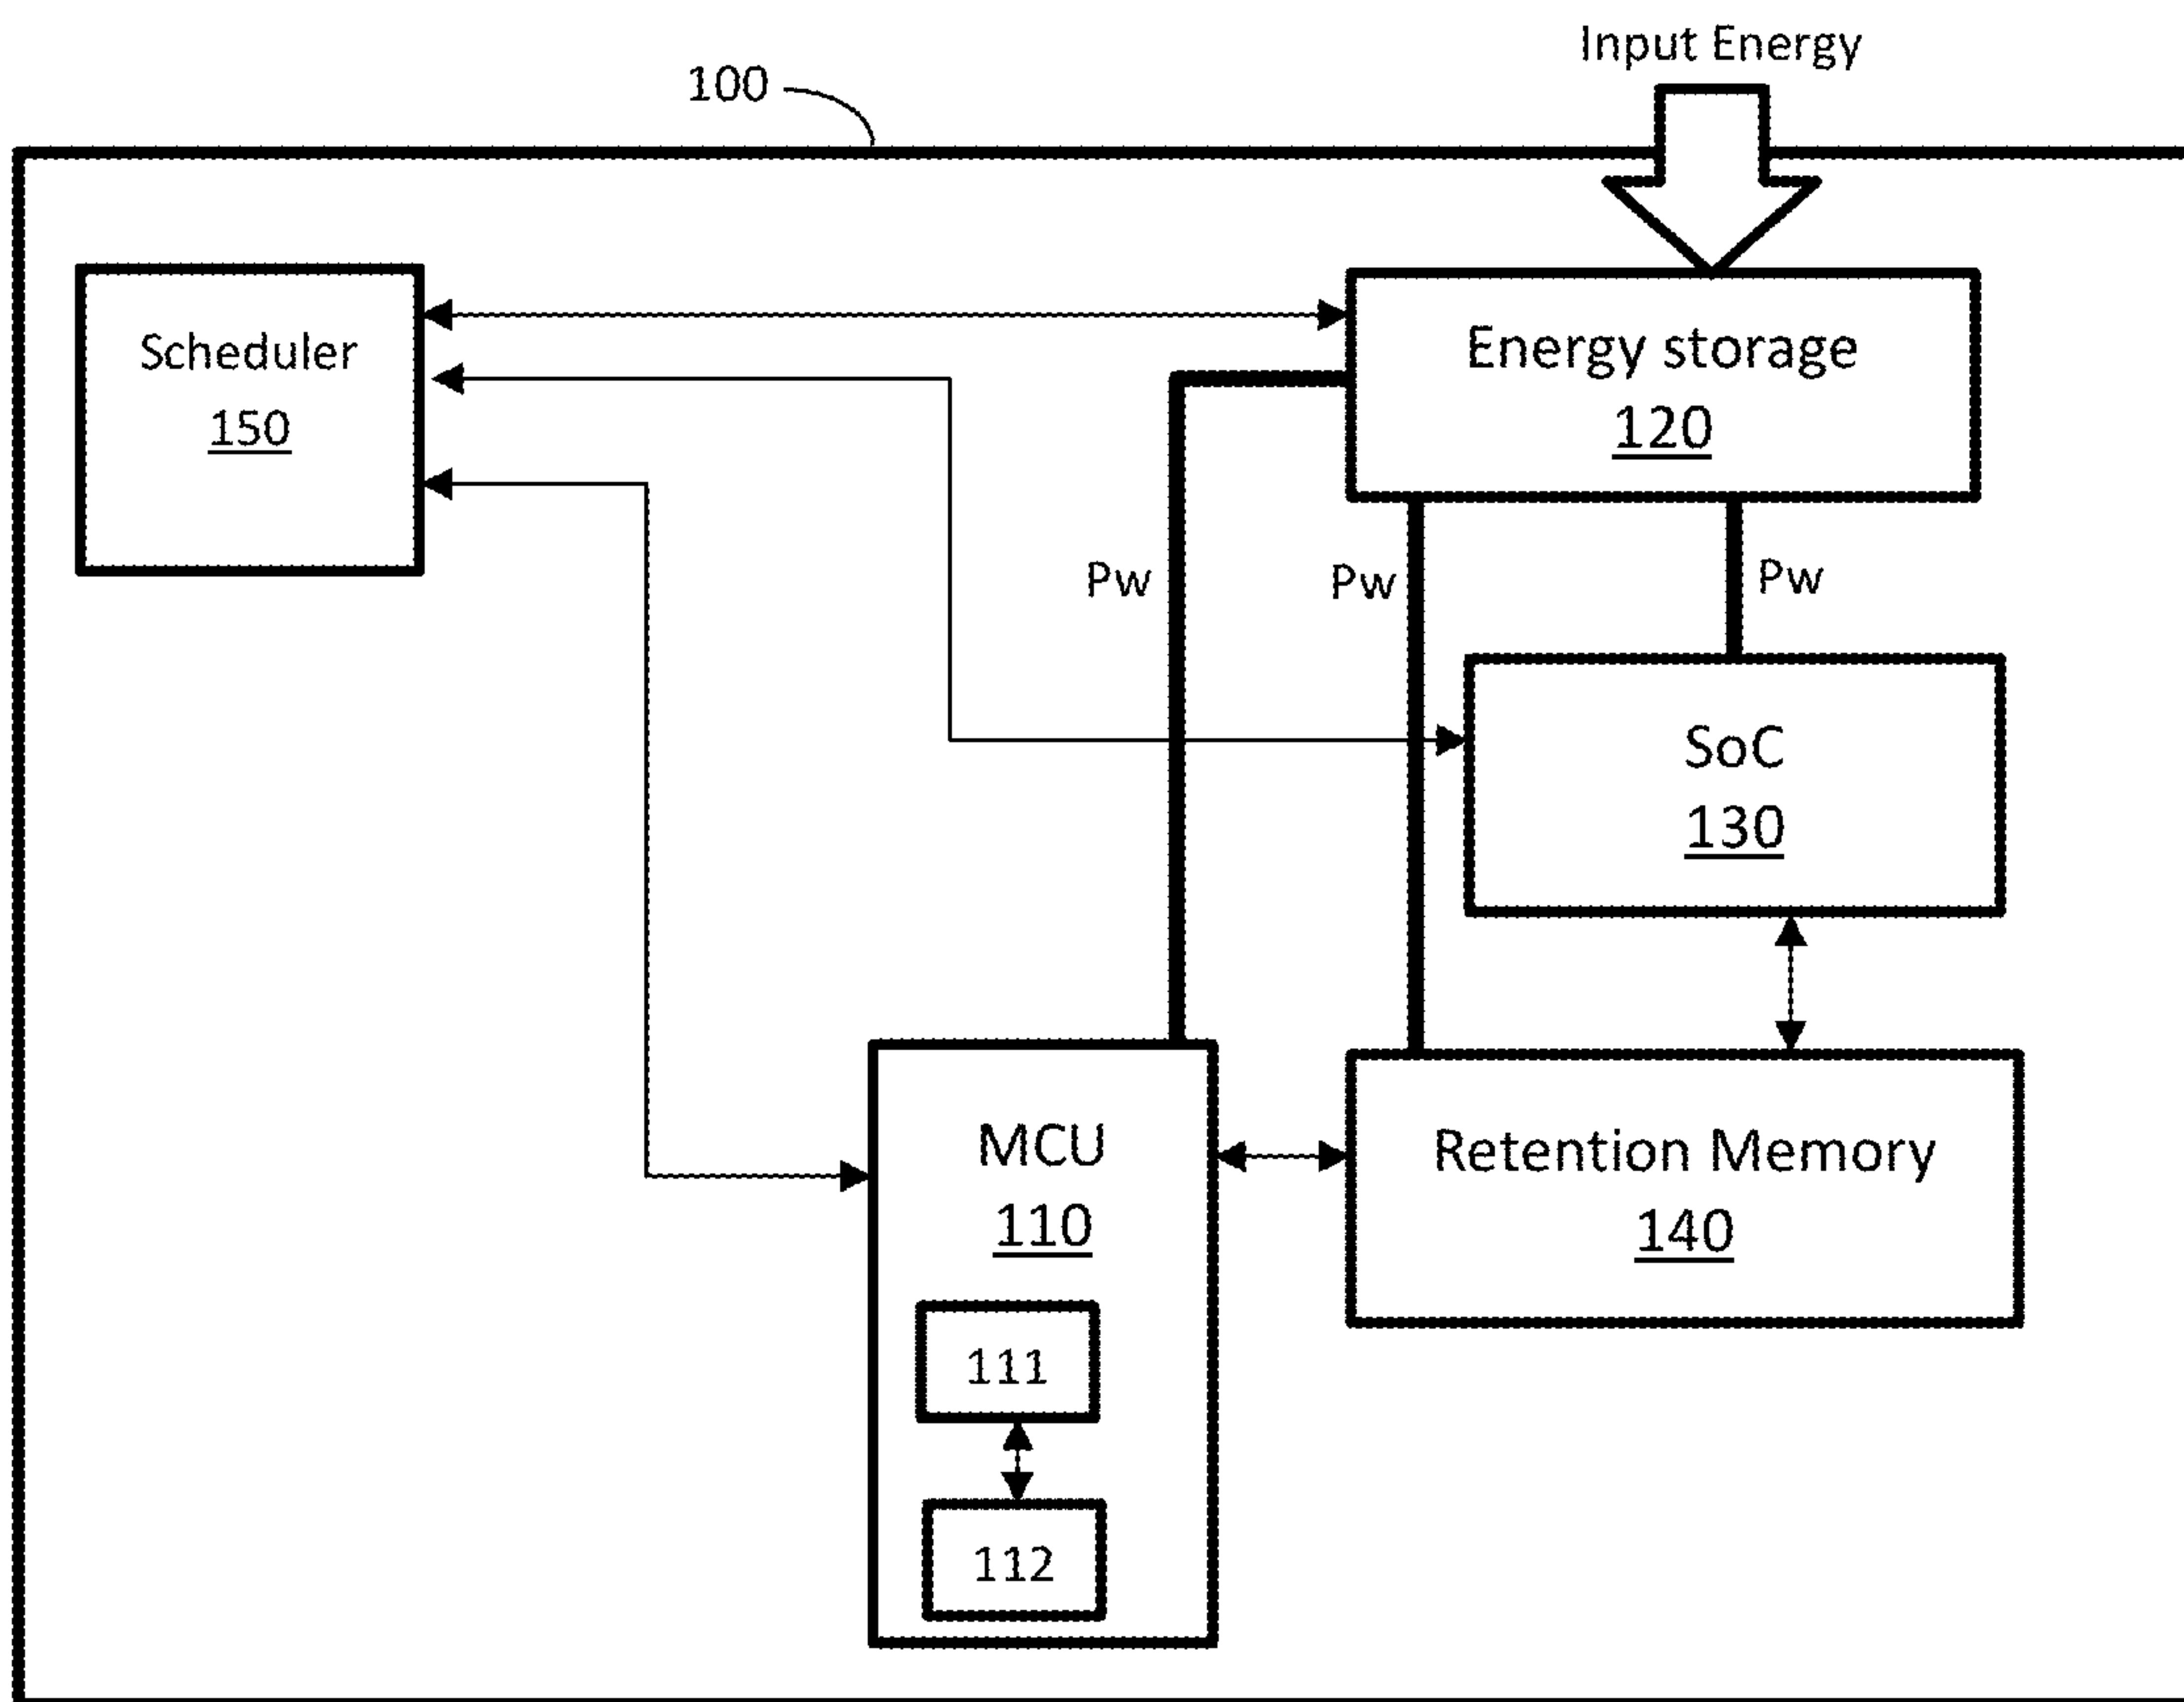 Input Energy
100
Scheduler
150
Energy storage
120
Pw
Pw
Pw
SoC
130
MCU
110
Retention Memory
140
111
112